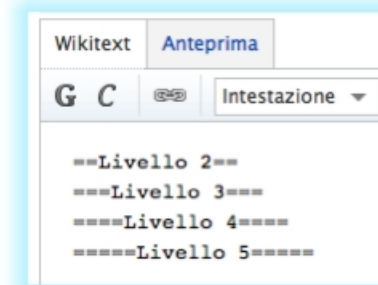 Wikitext Anteprima
G C Intestazione
==Livello 2==
===Livello 3===
====Livello 4====
=====Livello 5=====